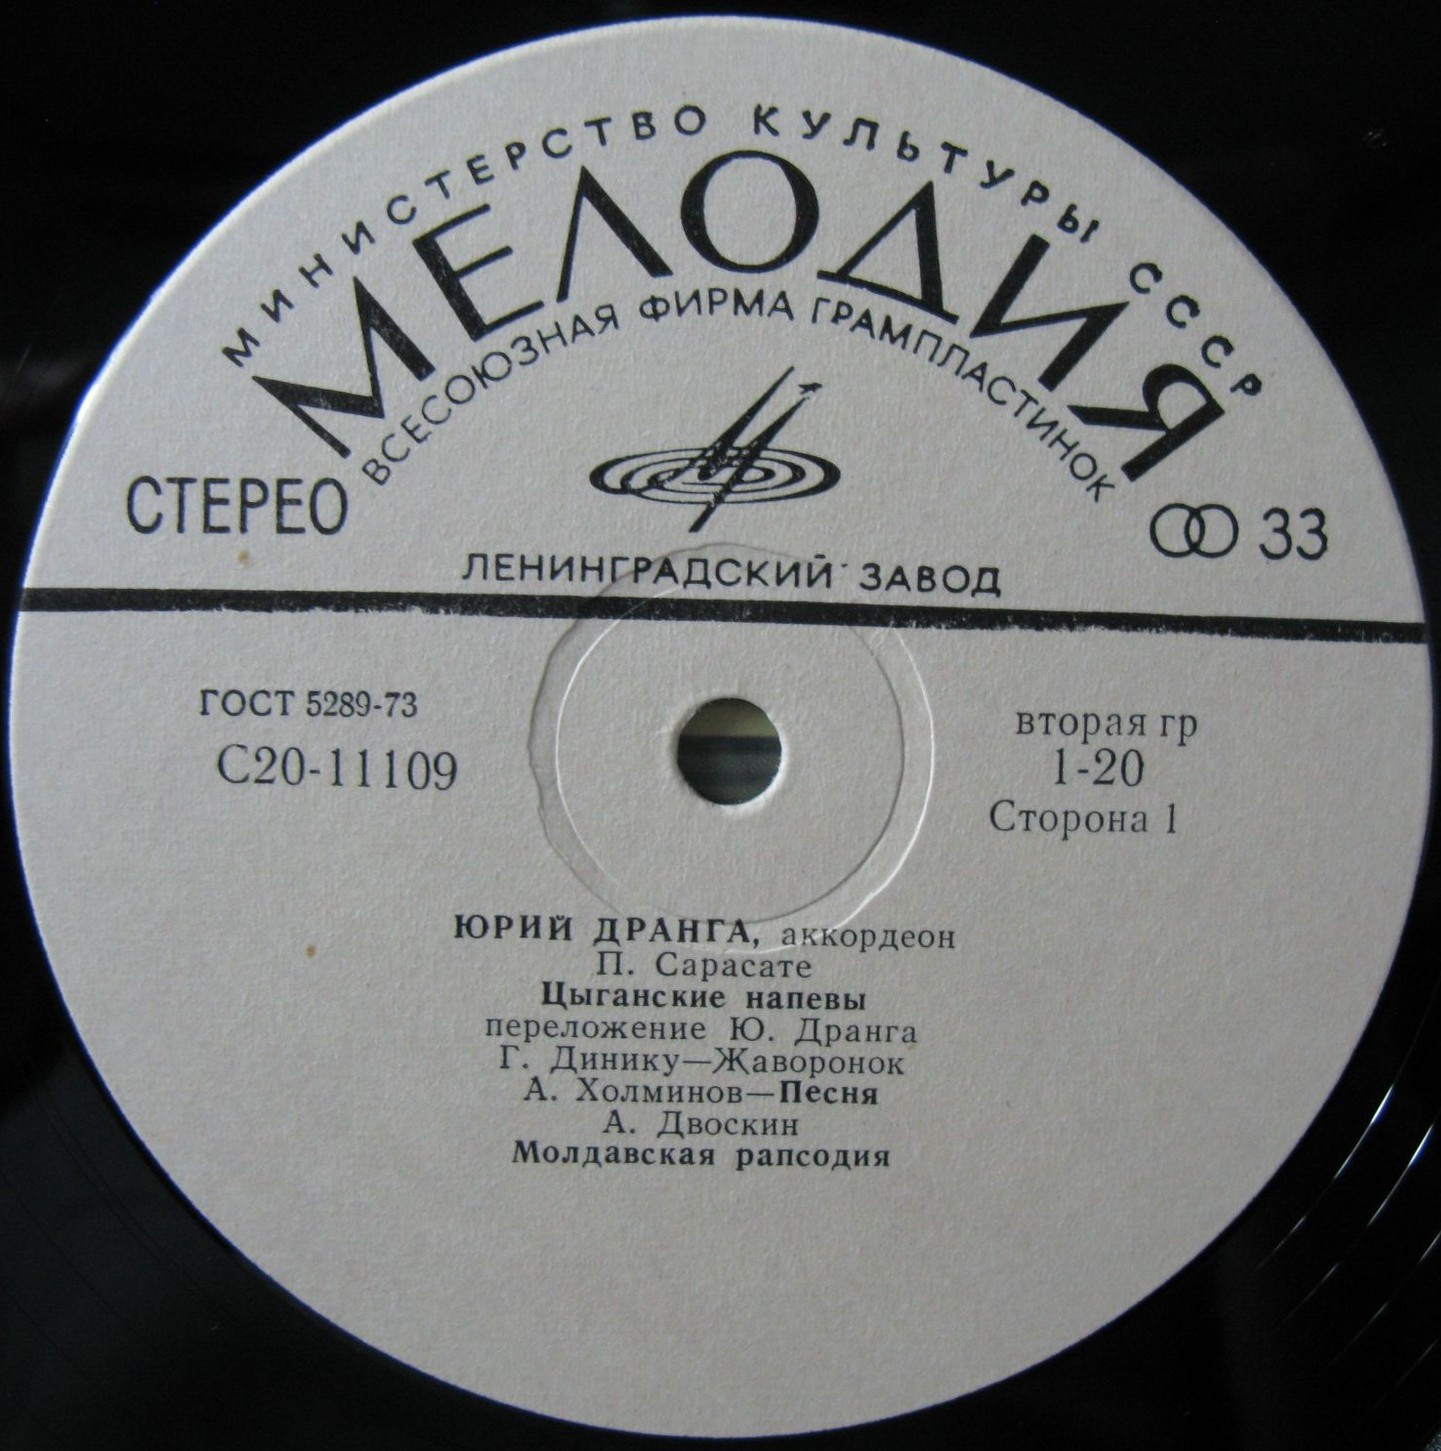 МИНИСТЕРСТВО КУЛЬТУРЫ СССР
МЕЛОДИЯ
ВСЕСОЮЗНАЯ ФИРМА ГРАМПЛАСТИНОК
СТЕРЕО
33
ЛЕНИНГРАДСКИЙ ЗАВОД
ГОСТ 5289-73
С20-11109
вторая гр
1-20
Сторона 1
ЮРИЙ ДРАНГА, аккордеон
П. Сарасате
Цыганские напевы
переложение Ю. Дранга
Г. Динику—Жаворонок
А. Холминов—Песня
А. Двоскин
Молдавская рапсодия